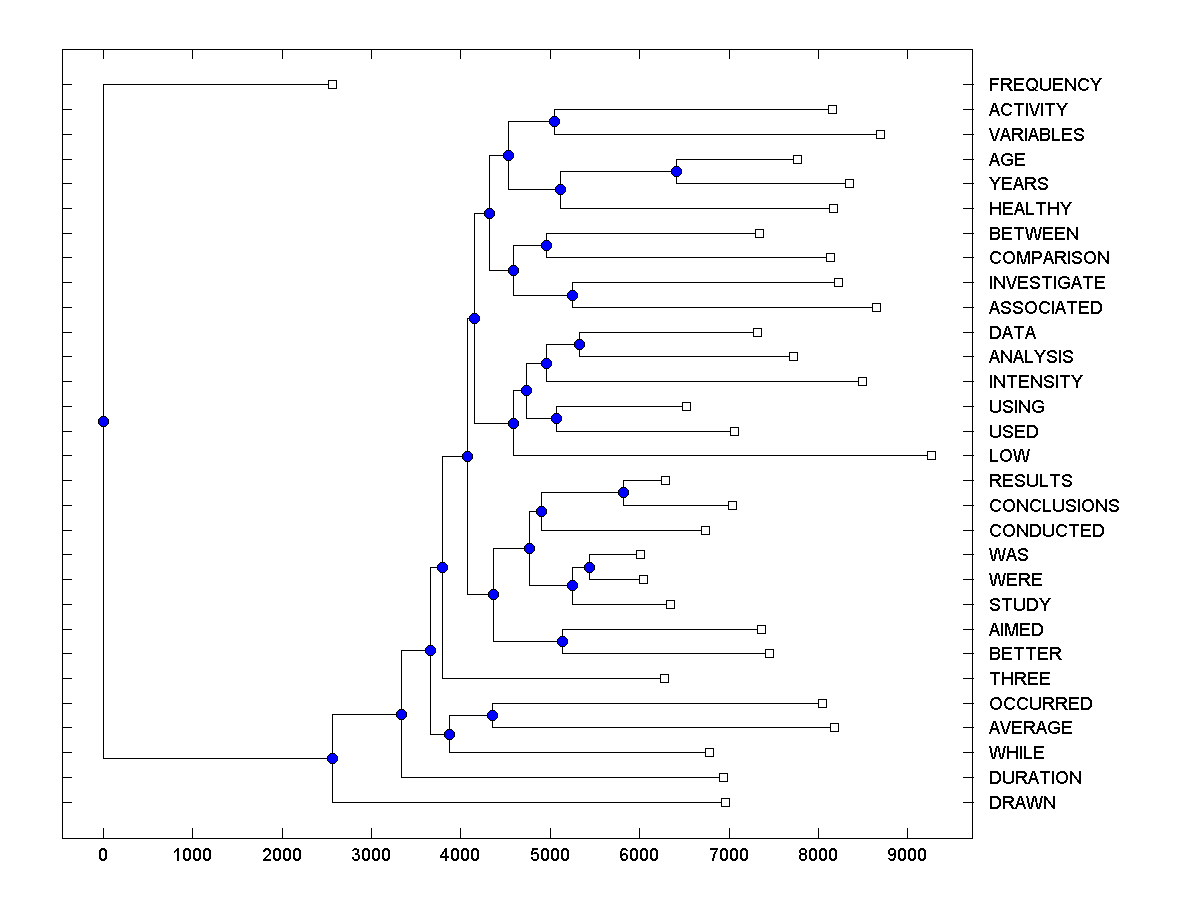 FREQUENCY
ACTIVITY
VARIABLES
AGE
YEARS
HEALTHY
BETWEEN
COMPARISON
INVESTIGATE
ASSOCIATED
DATA
ANALYSIS
INTENSITY
USING
USED
LOW
RESULTS
CONCLUSIONS
CONDUCTED
WAS
WERE
STUDY
AIMED
BETTER
THREE
OCCURRED
AVERAGE
WHILE
DURATION
DRAWN
0 1000 2000 3000 4000 5000 6000 7000 8000 9000